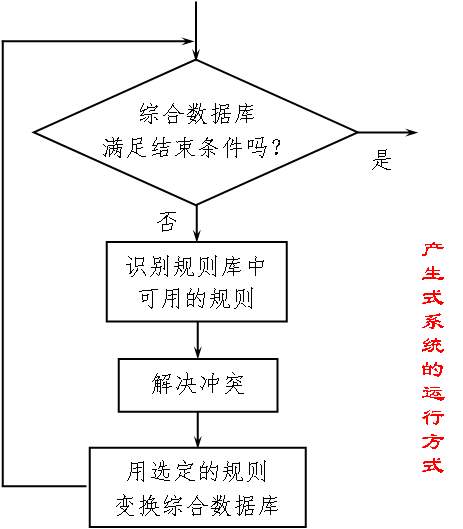 综合数据库
满足结束条件吗?
是
否
识别规则库中
可用的规则
解决冲突
用选定的规则
变换综合数据库
产生式系统的运行方式